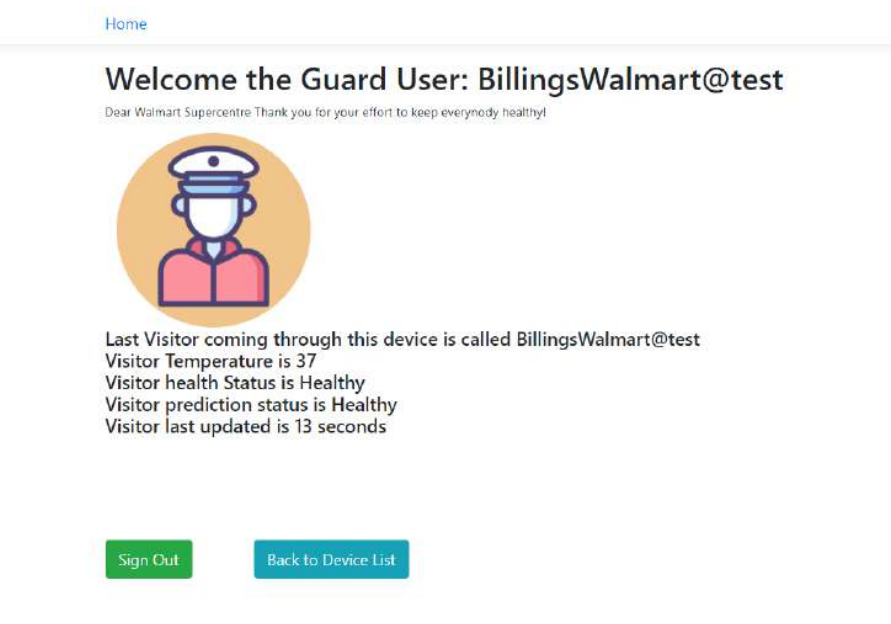 Home
Welcome the Guard User: BillingsWalmart@test
Dear Walmart Supercentre Thank you for your effort to keep everynody healthy!
Last Visitor coming through this device is called BillingsWalmart@test
Visitor Temperature is 37
Visitor health Status is Healthy
Visitor prediction status is Healthy
Visitor last updated is 13 seconds
Sign Out
Back to Device List